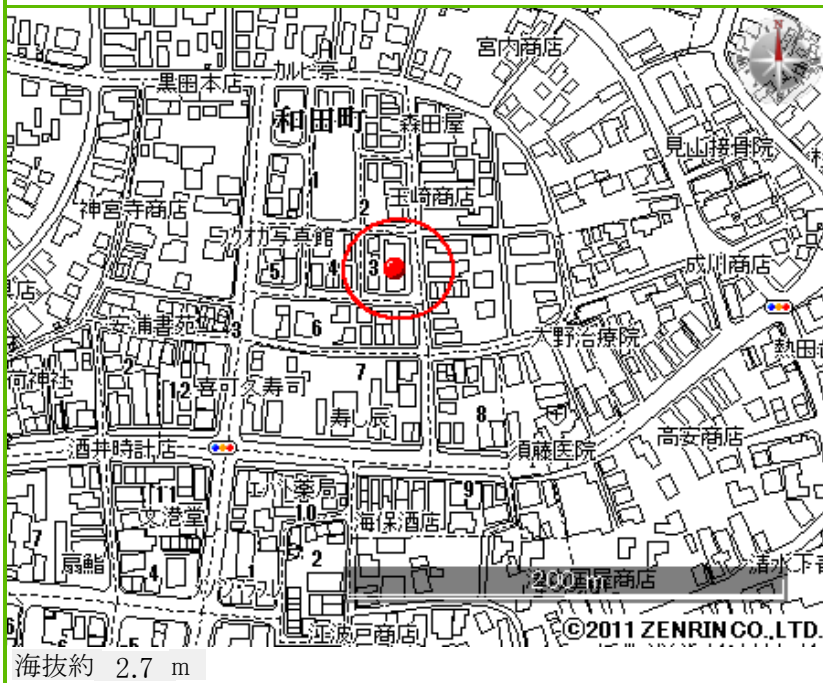 宮内商店
カルビ亭
黒田本店
和田町
森田屋
見山接骨院
1
神宮寺商店
2
玉崎商店
写真館
5
4
3
成川商店
安浦書苑
3
6
大野治療院
熱田
2
12
喜可久寿司
7
寿し辰
8
酒井時計店
須藤医院
高安商店
11
文港堂
エバト薬局
10
海保酒店
9
7
扇鮨
4
1
2
200m
屋商店
清水下
江波戸商店
5
©2011 ZENRIN CO., LTD.
海抜約 2.7 m